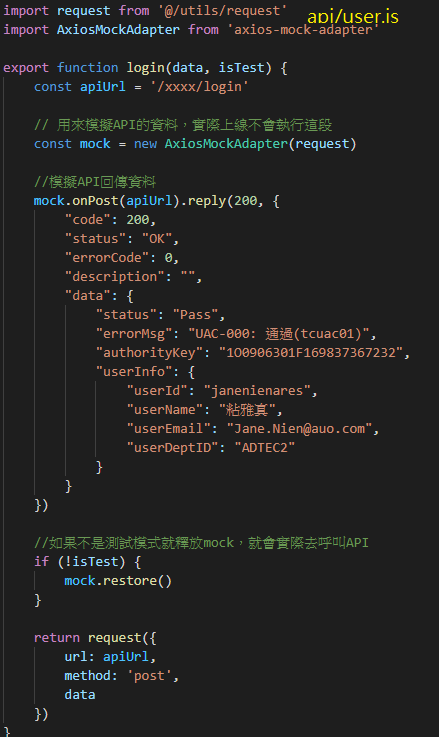 import request from '@/utils/request'
api/user.js
import AxiosMockAdapter from 'axios-mock-adapter'
export function login(data, isTest) {
const apiUrl = '/xxxx/login'
// 用來模擬API的資料，實際上線不會執行這段
const mock = new AxiosMockAdapter(request)
//模擬API回傳資料
mock.onPost(apiUrl).reply(200, {
"code": 200,
"status": "OK",
"errorCode": 0,
"description": "",
"data": {
"status": "Pass",
"errorMsg": "UAC-000: 通過(tcuac01)",
"authorityKey": "1O0906301F169837367232",
"userInfo": {
"userId": "janenienares",
"userName": "粘雅真",
"userEmail": "Jane.Nien@auo.com",
"userDeptID": "ADTEC2"
}
}
})
//如果不是測試模式就釋放mock，就會實際去呼叫API
if (!isTest) {
mock.restore()
}
return request({
url: apiUrl,
method: 'post',
data
})
}